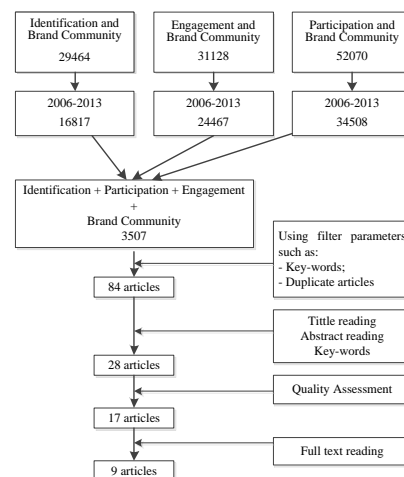 Identification and
Brand Community
29464
Engagement and
Brand Community
31128
Participation and
Brand Community
52070
2006-2013
16817
2006-2013
24467
2006-2013
34508
Identification + Participation + Engagement
+
Brand Community
3507
Using filter parameters
such as:
- Key-words;
- Duplicate articles
84 articles
Tittle reading
Abstract reading
Key-words
28 articles
Quality Assessment
17 articles
Full text reading
9 articles